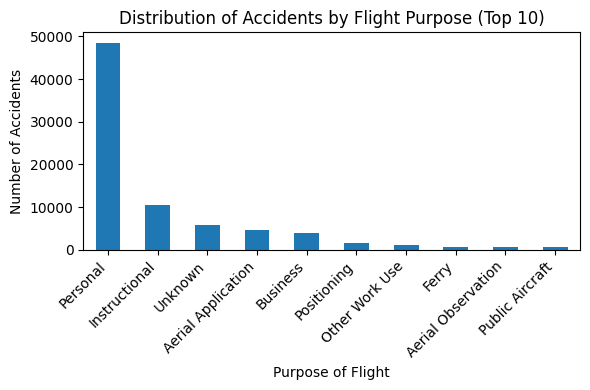 Distribution of Accidents by Flight Purpose (Top 10)
Number of Accidents
50000
40000
30000
20000
10000
0
Personal
Instructional
Unknown
Aerial Application
Business
Positioning
Other Work Use
Ferry
Aerial Observation
Public Aircraft
Purpose of Flight